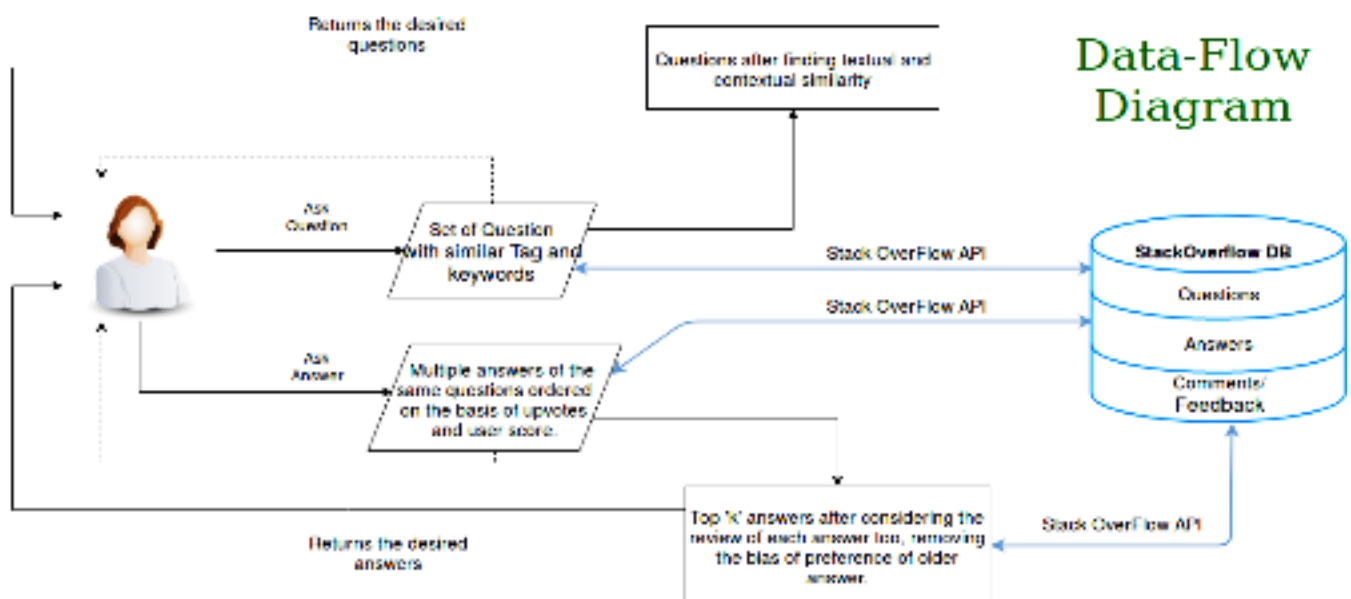 Returns the desired
questions
Questions after finding textual and
contextual similarity
Data-Flow
Diagram
Ask
Question
Set of Question
with similar Tag and
keywords
Stack OverFlow API
StackOverflow DB
Questions
Stack OverFlow API
Answers
Comments/
Feedback
Ask
Answer
Multiple answers of the
same questions ordered
on the basis of upvotes
and user score.
Top 'k' answers after considering the
review of each answer too, removing
the bias of preference of older
answer.
Stack OverFlow API
Returns the desired
answers